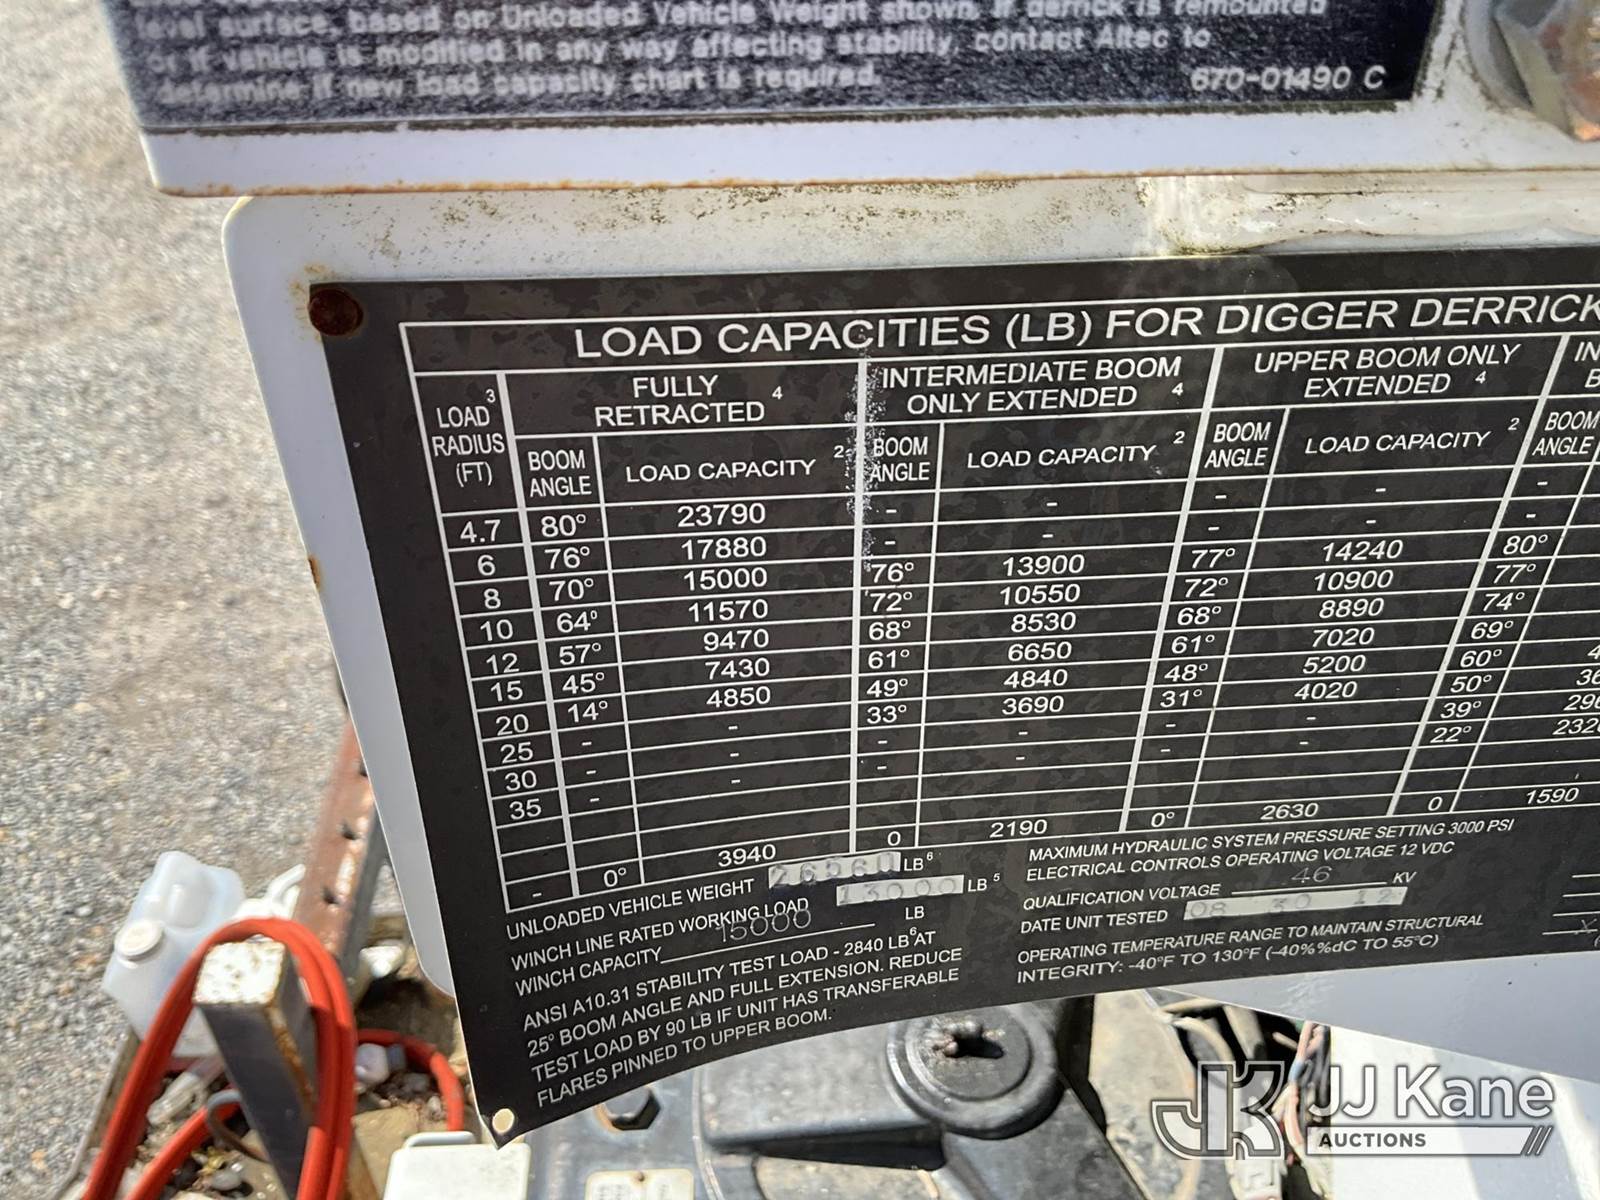 level surface, based on Unloaded Vehicle Weight shown. If derrick is remounted
or if vehicle is modified in any way affecting stability, contact Altec to
determine if new load capacity chart is required.
670-01490 C
LOAD CAPACITIES (LB) FOR DIGGER DERRICK
LOAD 3 RADIUS (FT) FULLY RETRACTED 4 INTERMEDIATE BOOM ONLY EXTENDED 4 UPPER BOOM ONLY EXTENDED 4
BOOM ANGLE LOAD CAPACITY 2 BOOM ANGLE LOAD CAPACITY 2 BOOM ANGLE LOAD CAPACITY 2 BOOM ANGLE
4.7 80° 23790 - - - - -
6 76° 17880 - - - - -
8 70° 15000 76° 13900 77° 14240 80°
10 64° 11570 72° 10550 72° 10900 77°
12 57° 9470 68° 8530 68° 8890 74°
15 45° 7430 61° 6650 61° 7020 69°
20 14° 4850 49° 4840 48° 5200 60°
25 - - 33° 3690 31° 4020 50°
30 - - - - - - 39°
35 - - - - - - 22°
- 0° 3940 0 2190 0° 2630 0 1590
UNLOADED VEHICLE WEIGHT 26560 LB 6
WINCH LINE RATED WORKING LOAD 13000 LB 5
WINCH CAPACITY 15000 LB
ANSI A10.31 STABILITY TEST LOAD - 2840 LB 6 AT
25° BOOM ANGLE AND FULL EXTENSION. REDUCE
TEST LOAD BY 90 LB IF UNIT HAS TRANSFERABLE
FLARES PINNED TO UPPER BOOM.
MAXIMUM HYDRAULIC SYSTEM PRESSURE SETTING 3000 PSI
ELECTRICAL CONTROLS OPERATING VOLTAGE 12 VDC
QUALIFICATION VOLTAGE 46 KV
DATE UNIT TESTED 08 30 12
OPERATING TEMPERATURE RANGE TO MAINTAIN STRUCTURAL
INTEGRITY: -40°F TO 130°F (-40%%dC TO 55°C)
JK JJ Kane
AUCTIONS